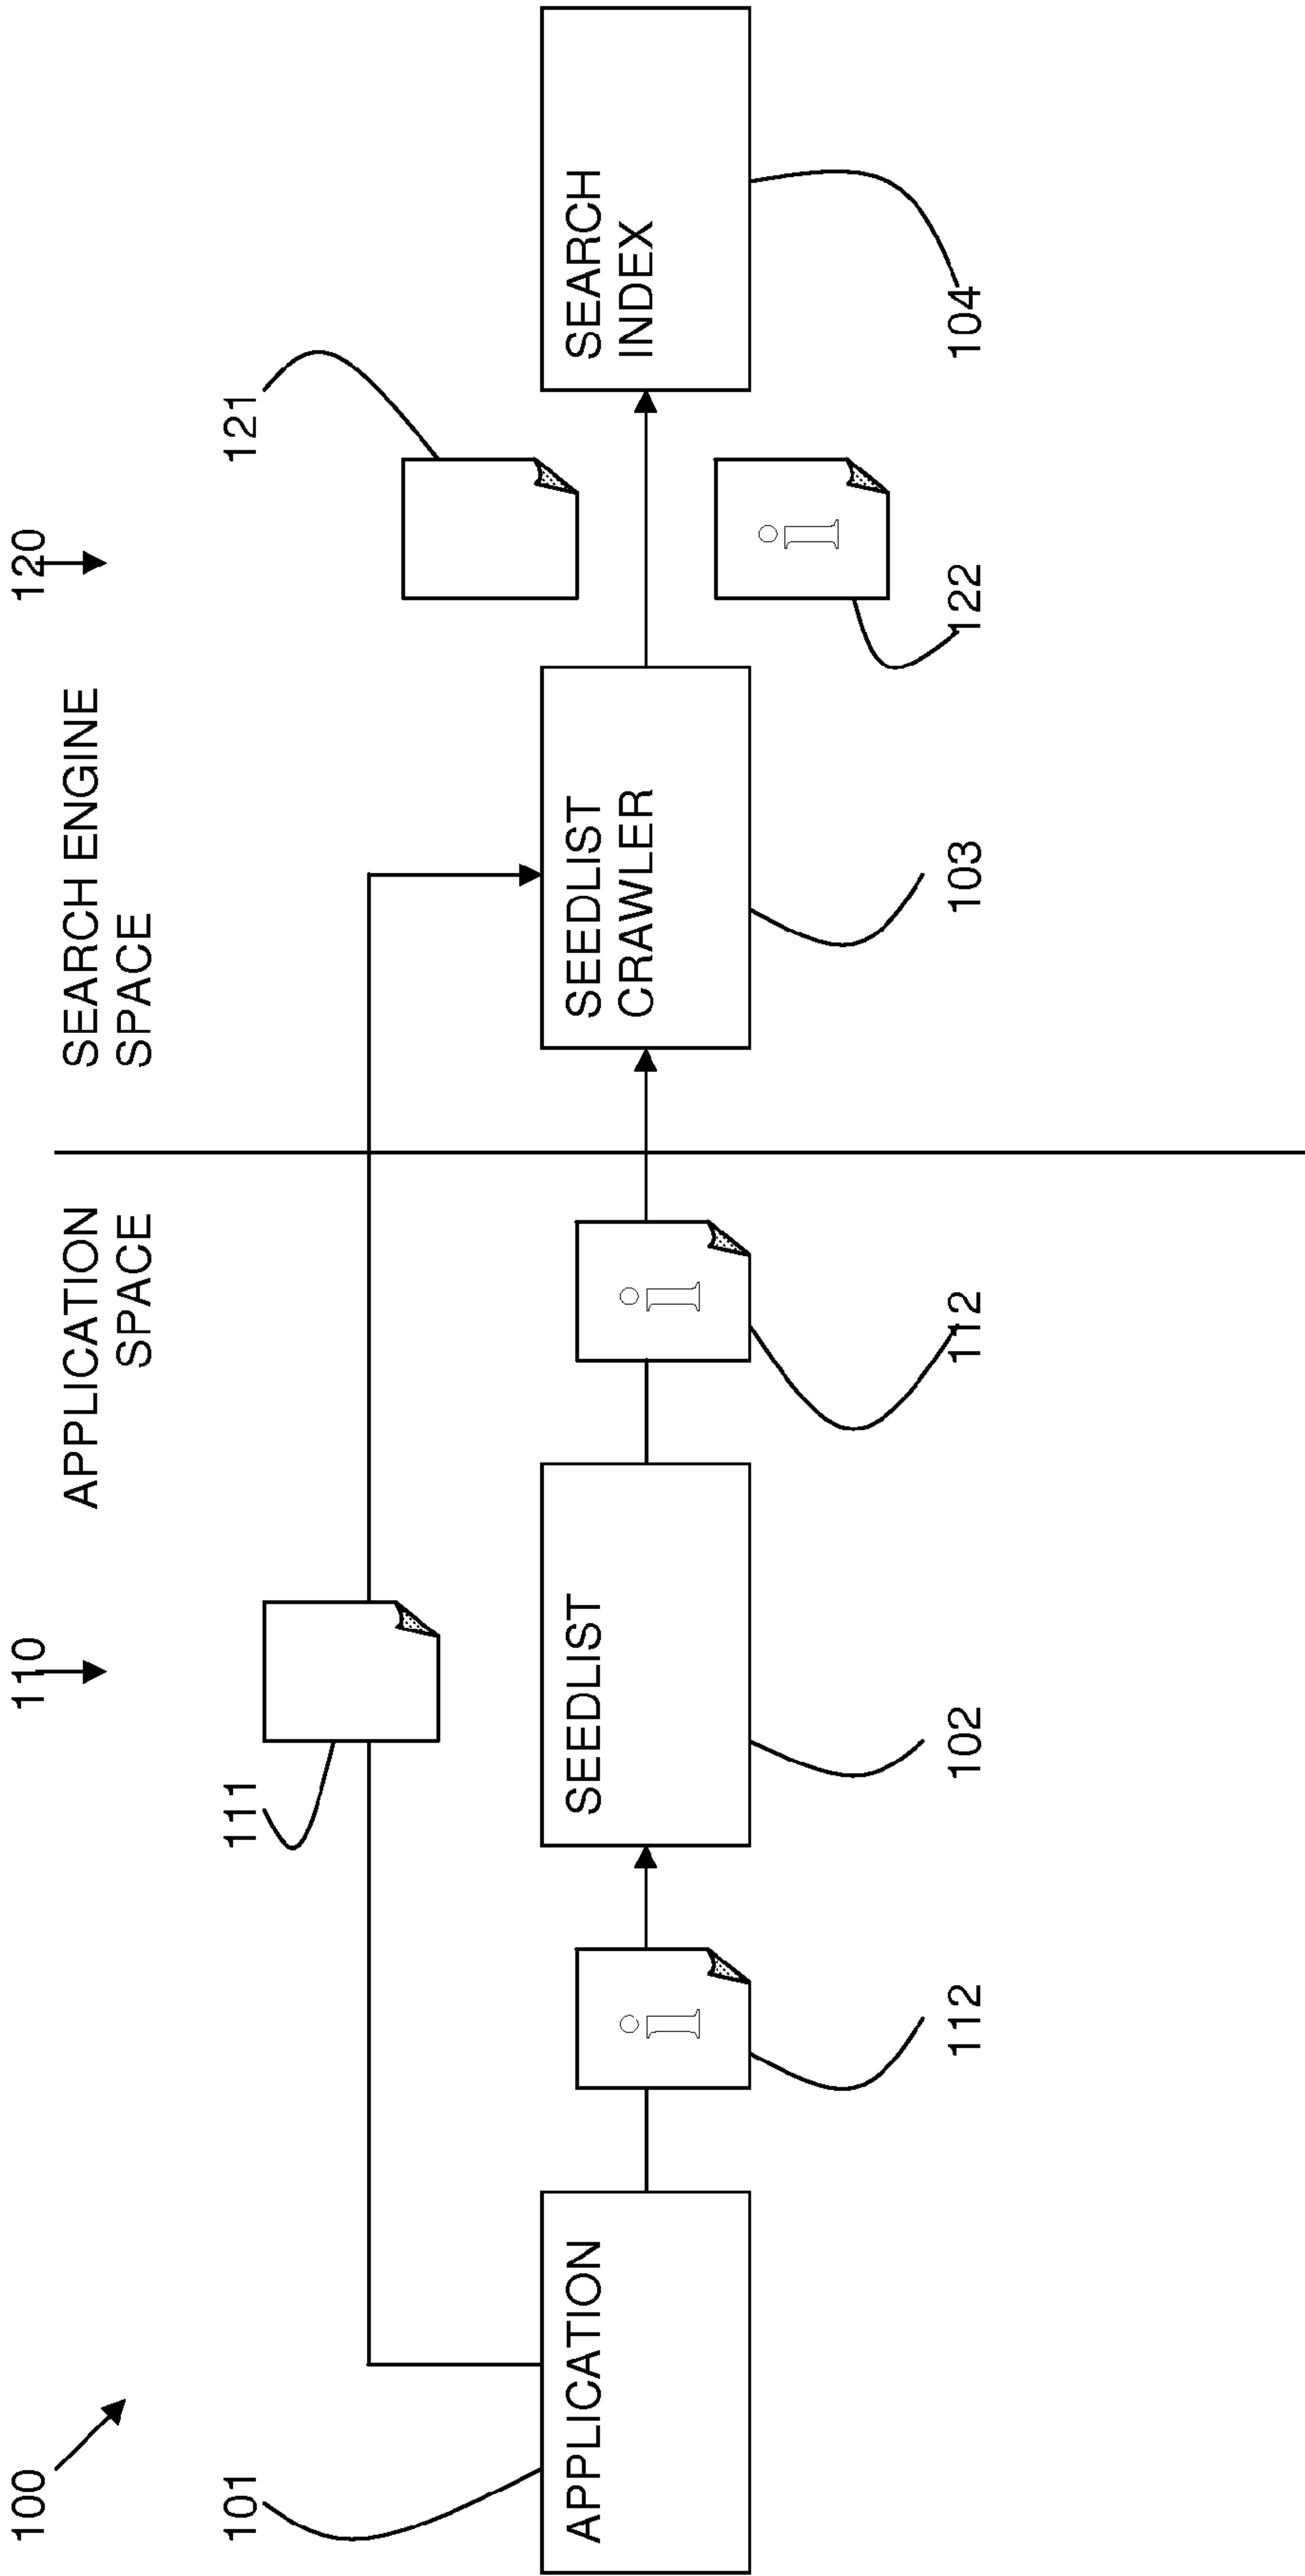 100
110
120
APPLICATION
SPACE
SEARCH ENGINE
SPACE
101
111
121
APPLICATION
i
SEEDLIST
i
SEEDLIST
CRAWLER
i
SEARCH
INDEX
112
102
112
103
122
104